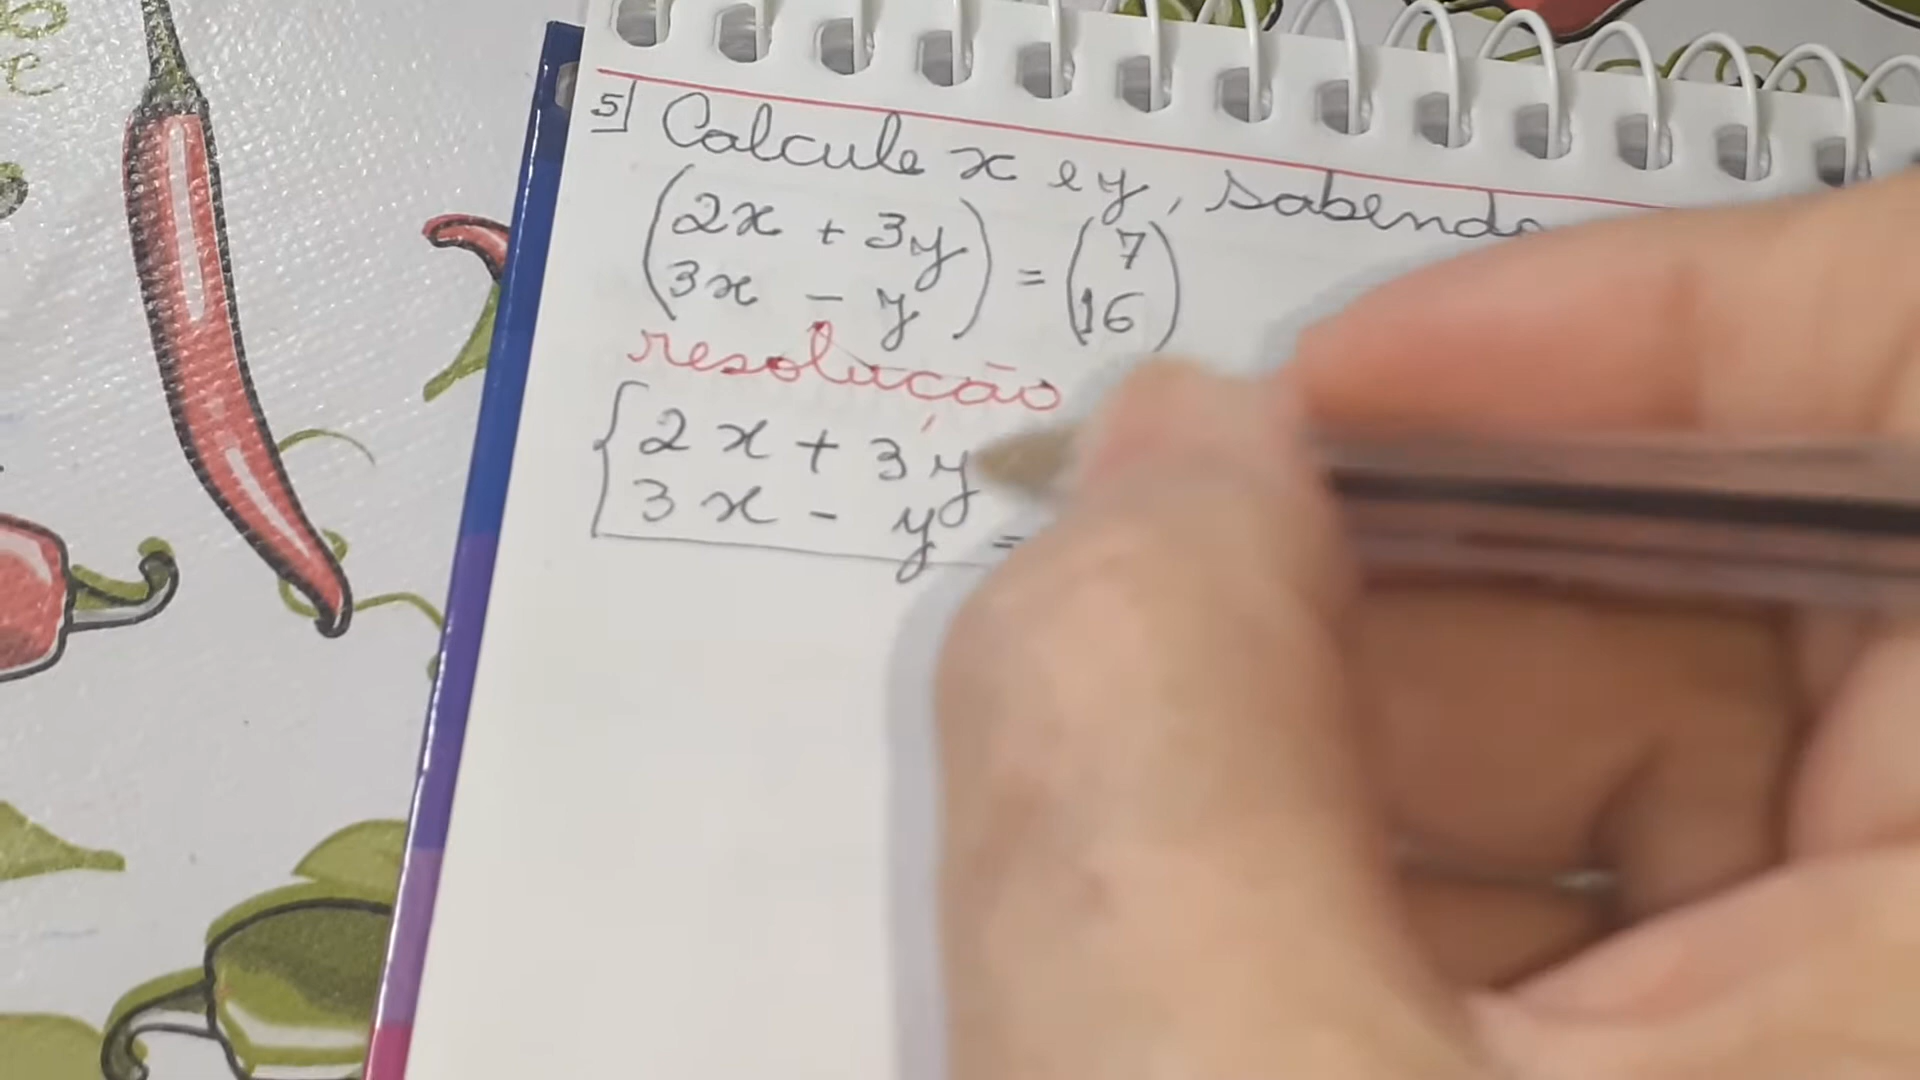 5] Calcule x e y, sabendo
(2x + 3y) = (7
3x - y) 16)
resolução
{2x + 3y
3x - y =